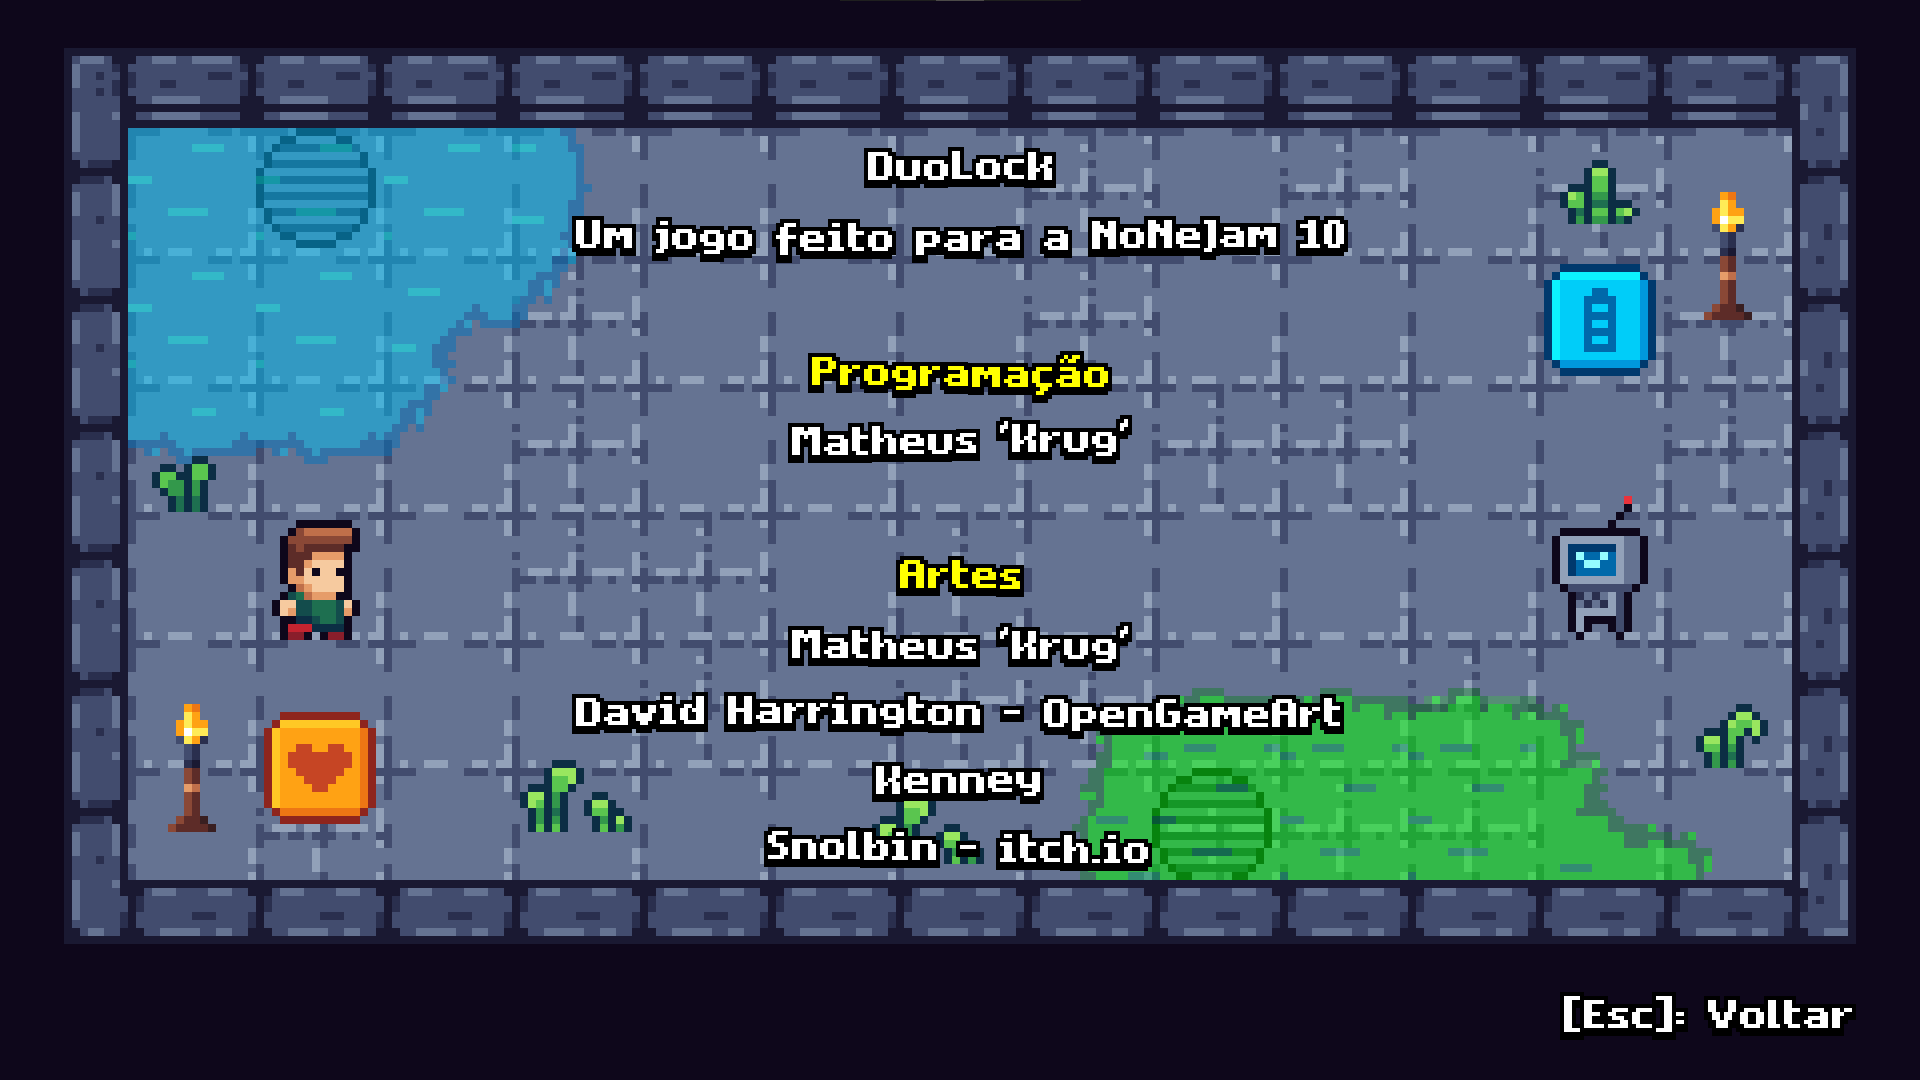 DuoLock
Um jogo feito para a NoNeJam 10
Programação
Matheus 'Krug'
Artes
Matheus 'Krug'
David Harrington - OpenGameArt
Kenney
Snolbin - itch.io
[Esc]: Voltar